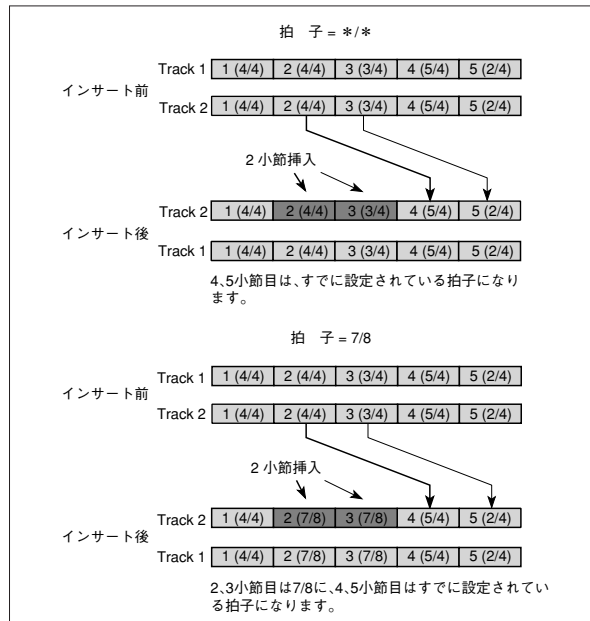 拍 子 = ＊/＊
Track 1 1 (4/4) 2 (4/4) 3 (3/4) 4 (5/4) 5 (2/4)
インサート前
Track 2 1 (4/4) 2 (4/4) 3 (3/4) 4 (5/4) 5 (2/4)
2 小節挿入
Track 2 1 (4/4) 2 (4/4) 3 (3/4) 4 (5/4) 5 (2/4)
インサート後
Track 1 1 (4/4) 2 (4/4) 3 (3/4) 4 (5/4) 5 (2/4)
4、5小節目は、すでに設定されている拍子になり
ます。
拍 子 = 7/8
Track 1 1 (4/4) 2 (4/4) 3 (3/4) 4 (5/4) 5 (2/4)
インサート前
Track 2 1 (4/4) 2 (4/4) 3 (3/4) 4 (5/4) 5 (2/4)
2 小節挿入
Track 2 1 (4/4) 2 (7/8) 3 (7/8) 4 (5/4) 5 (2/4)
インサート後
Track 1 1 (4/4) 2 (7/8) 3 (7/8) 4 (5/4) 5 (2/4)
2、3小節目は7/8に、4、5小節目はすでに設定されてい
る拍子になります。